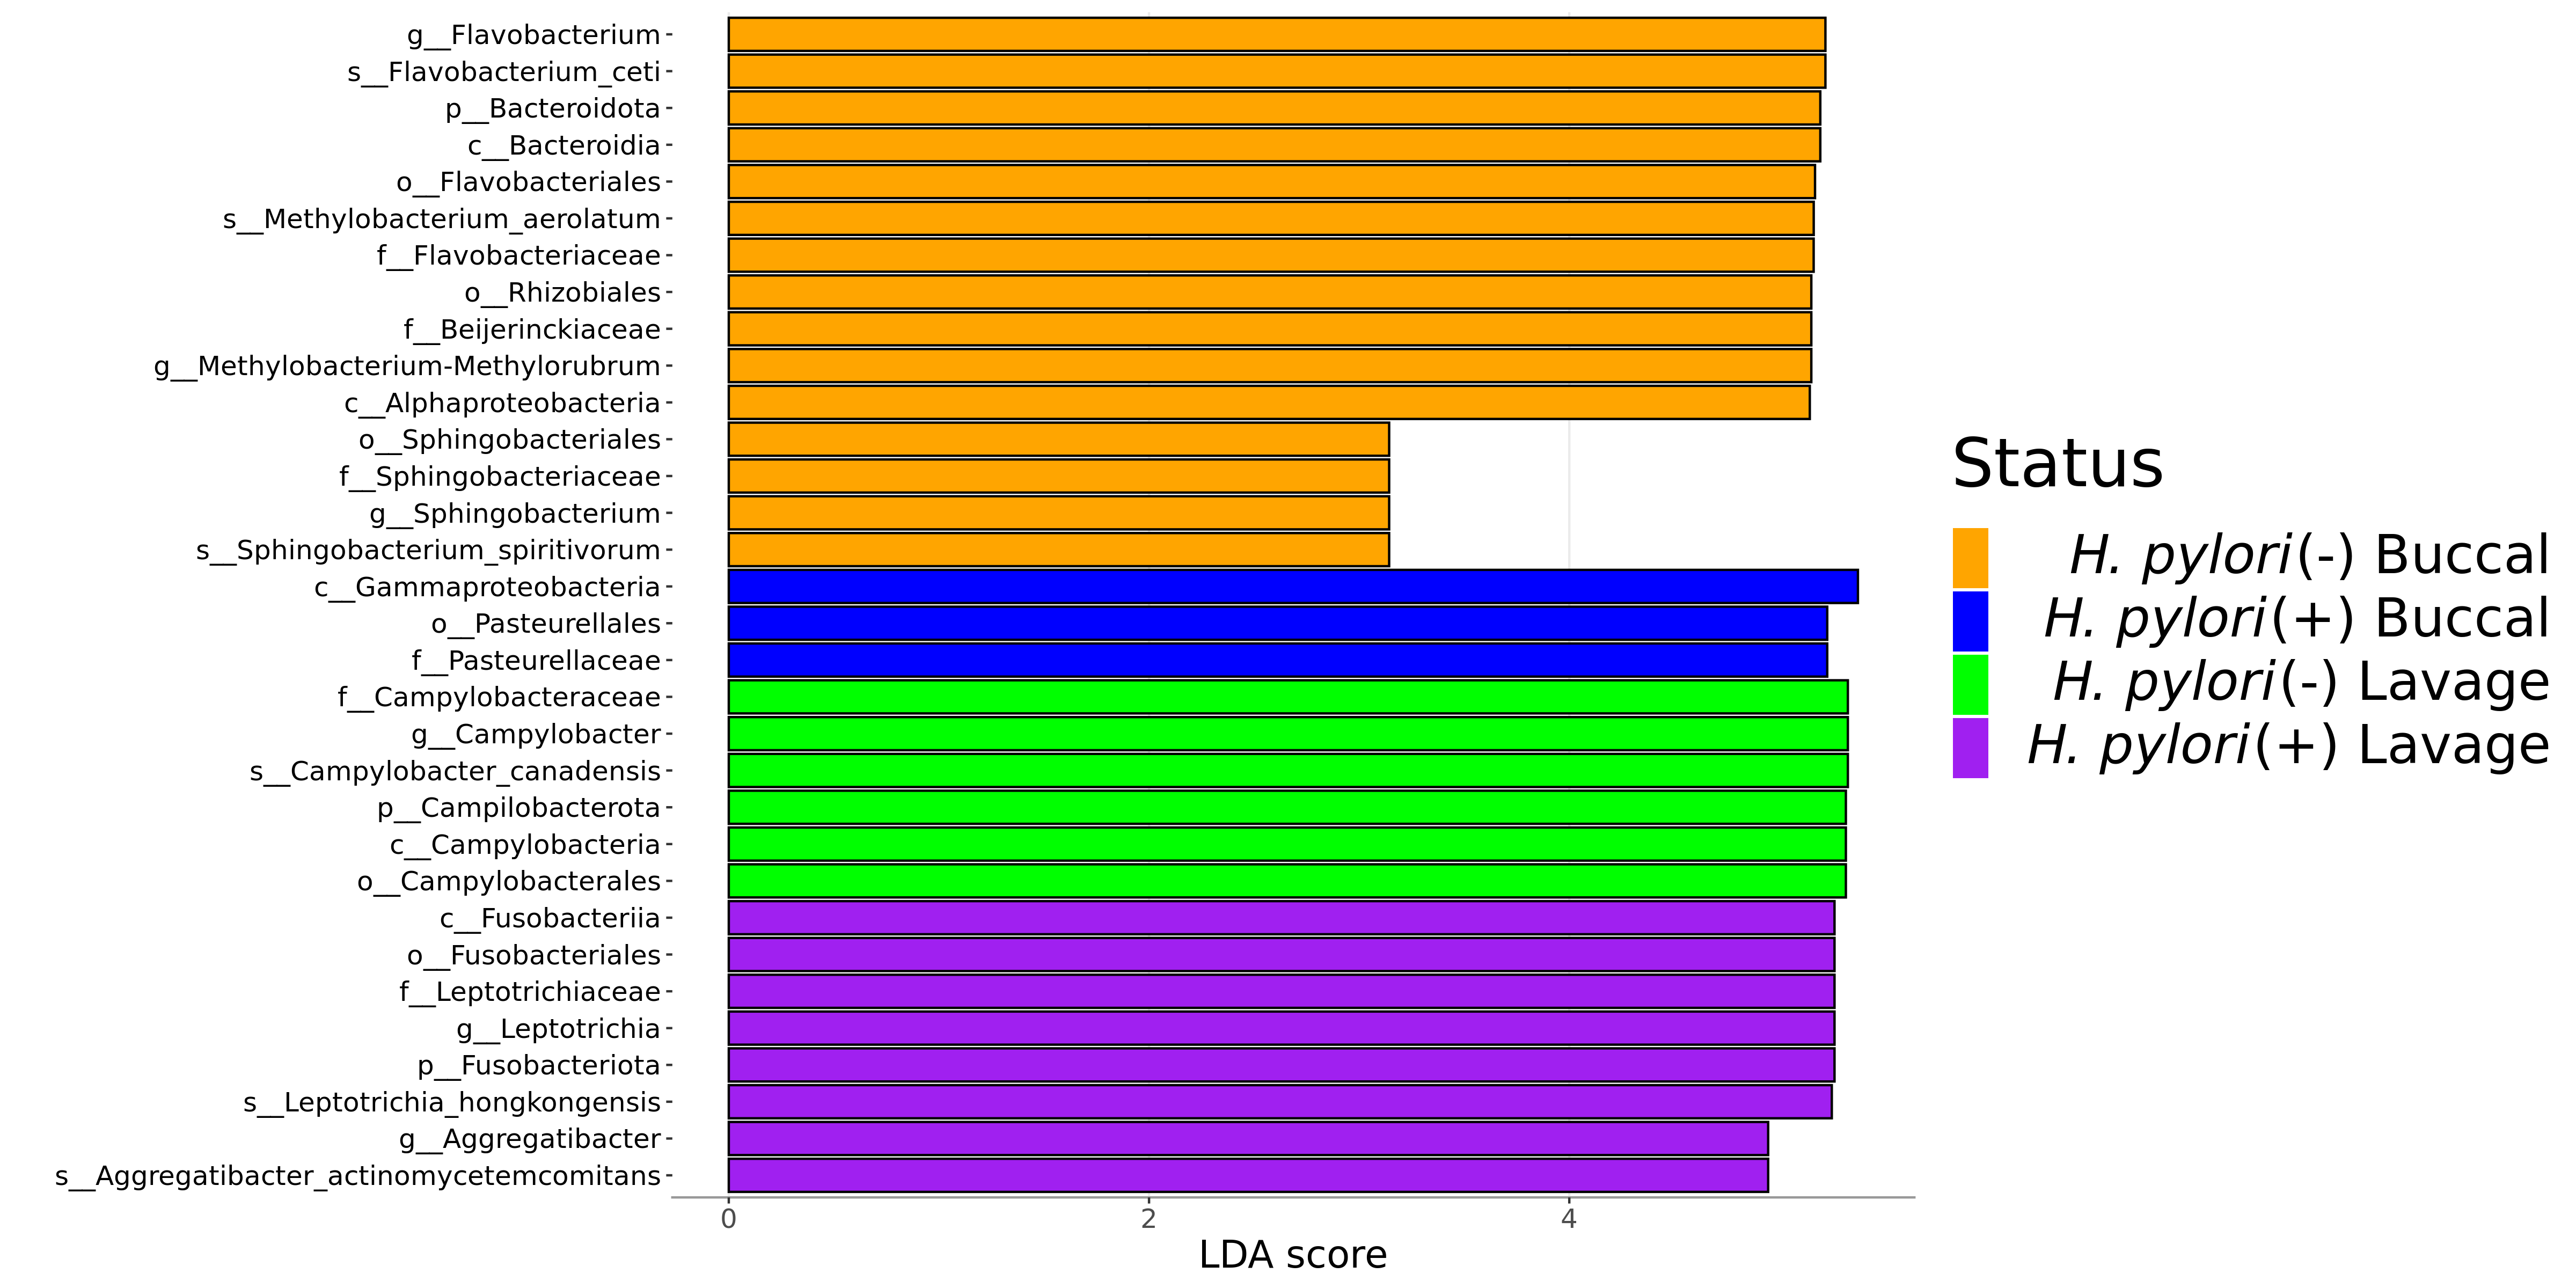 g__Flavobacterium
s__Flavobacterium_ceti
p__Bacteroidota
c__Bacteroidia
o__Flavobacteriales
s__Methylobacterium_aerolatum
f__Flavobacteriaceae
o__Rhizobiales
f__Beijerinckiaceae
g__Methylobacterium-Methylorubrum
c__Alphaproteobacteria
o__Sphingobacteriales
f__Sphingobacteriaceae
g__Sphingobacterium
s__Sphingobacterium_spiritivorum
c__Gammaproteobacteria
o__Pasteurellales
f__Pasteurellaceae
f__Campylobacteraceae
g__Campylobacter
s__Campylobacter_canadensis
p__Campilobacterota
c__Campylobacteria
o__Campylobacterales
c__Fusobacteriia
o__Fusobacteriales
f__Leptotrichiaceae
g__Leptotrichia
p__Fusobacteriota
s__Leptotrichia_hongkongensis
g__Aggregatibacter
s__Aggregatibacter_actinomycetemcomitans
0 2 4
LDA score
Status
H. pylori(-) Buccal
H. pylori(+) Buccal
H. pylori(-) Lavage
H. pylori(+) Lavage